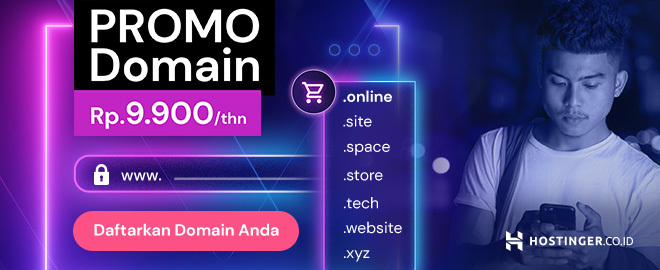 PROMO
Domain
Rp.9.900/thn
www.
Daftarkan Domain Anda
.online
.site
.space
.store
.tech
.website
.xyz
HOSTINGER.CO.ID